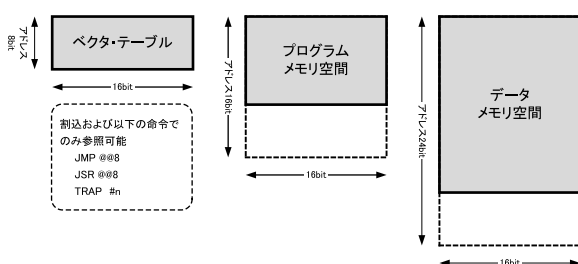 アドレス
8bit
ベクタ・テーブル
16bit
割込および以下の命令で
のみ参照可能
JMP @@8
JSR @@8
TRAP #n
アドレス16bit
プログラム
メモリ空間
16bit
アドレス24bit
データ
メモリ空間
16bit